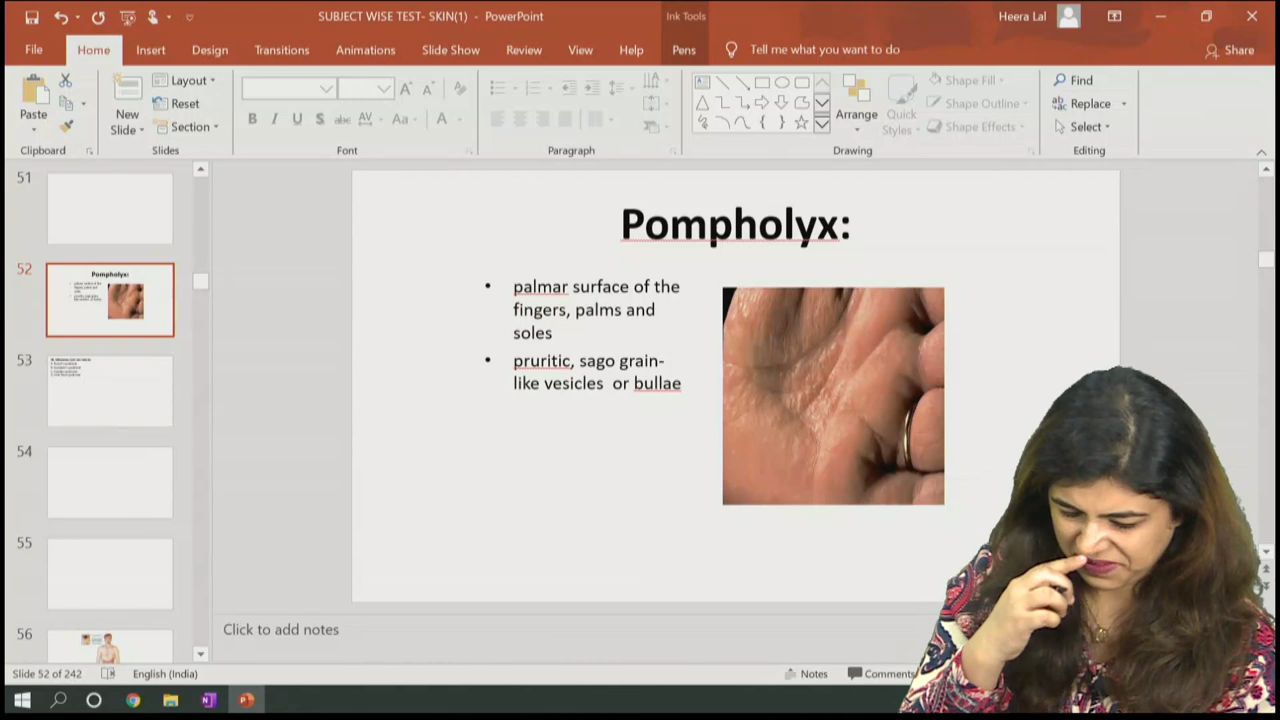 SUBJECT WISE TEST- SKIN(1) - PowerPoint
Ink Tools
Heera Lal
File Home Insert Design Transitions Animations Slide Show Review View Help Pens Tell me what you want to do Share
Paste
Clipboard
New Slide
Layout
Reset
Section
Slides
Font
Paragraph
Arrange
Quick Styles
Shape Fill
Shape Outline
Shape Effects
Drawing
Find
Replace
Select
Editing
51
52
53
54
55
56
Pompholyx:
• palmar surface of the
fingers, palms and
soles
• pruritic, sago grain-
like vesicles or bullae
Click to add notes
Slide 52 of 242
English (India)
Notes
Comments